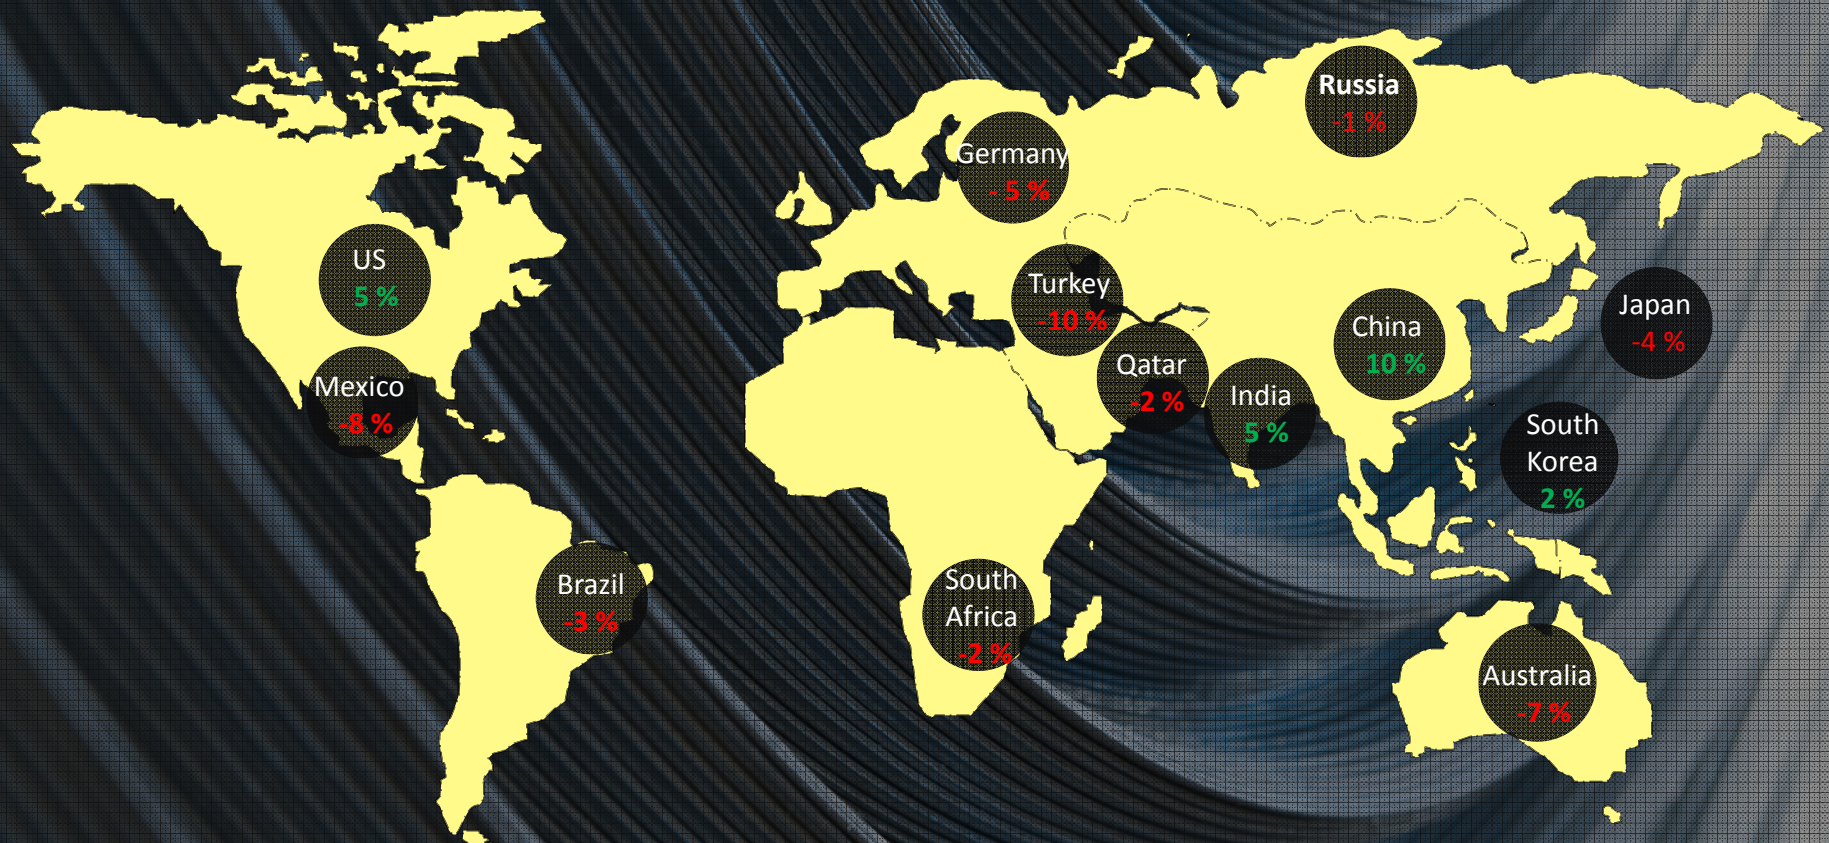 Russia
-1 %
Germany
- 5 %
US
5 %
Turkey
-10 %
Japan
-4 %
China
10 %
Qatar
-2 %
Mexico
-8 %
India
5 %
South
Korea
2 %
Brazil
-3 %
South
Africa
-2 %
Australia
-7 %